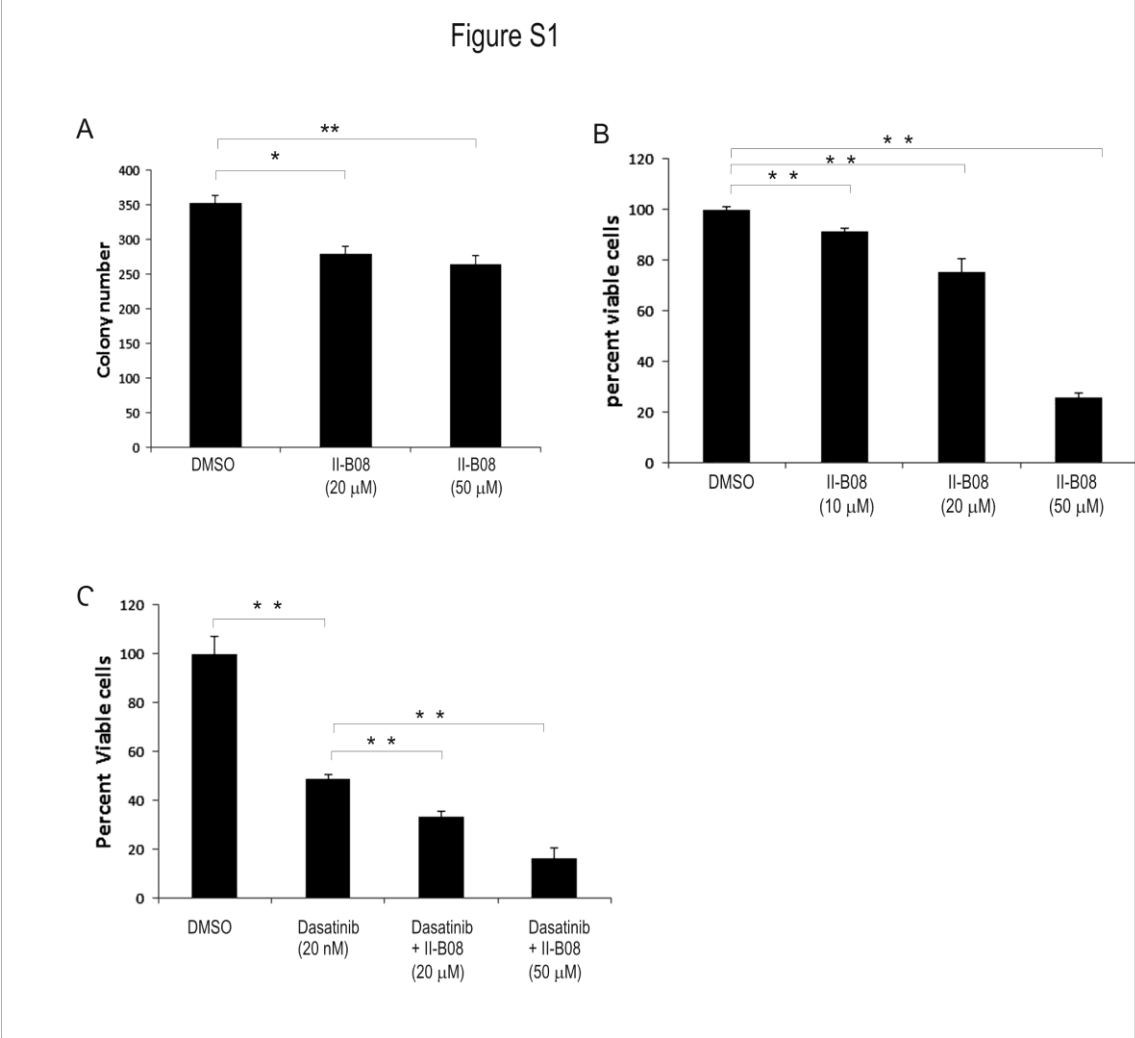 Figure S1
A
**
*
400
350
300
250
200
150
100
50
0
Colony number
DMSO
II-B08
(20 μM)
II-B08
(50 μM)
B
* *
* *
* *
120
100
80
60
40
20
0
percent viable cells
DMSO
II-B08
(10 μM)
II-B08
(20 μM)
II-B08
(50 μM)
C
* *
* *
* *
120
100
80
60
40
20
0
Percent Viable cells
DMSO
Dasatinib
(20 nM)
Dasatinib
+ II-B08
(20 μM)
Dasatinib
+ II-B08
(50 μM)